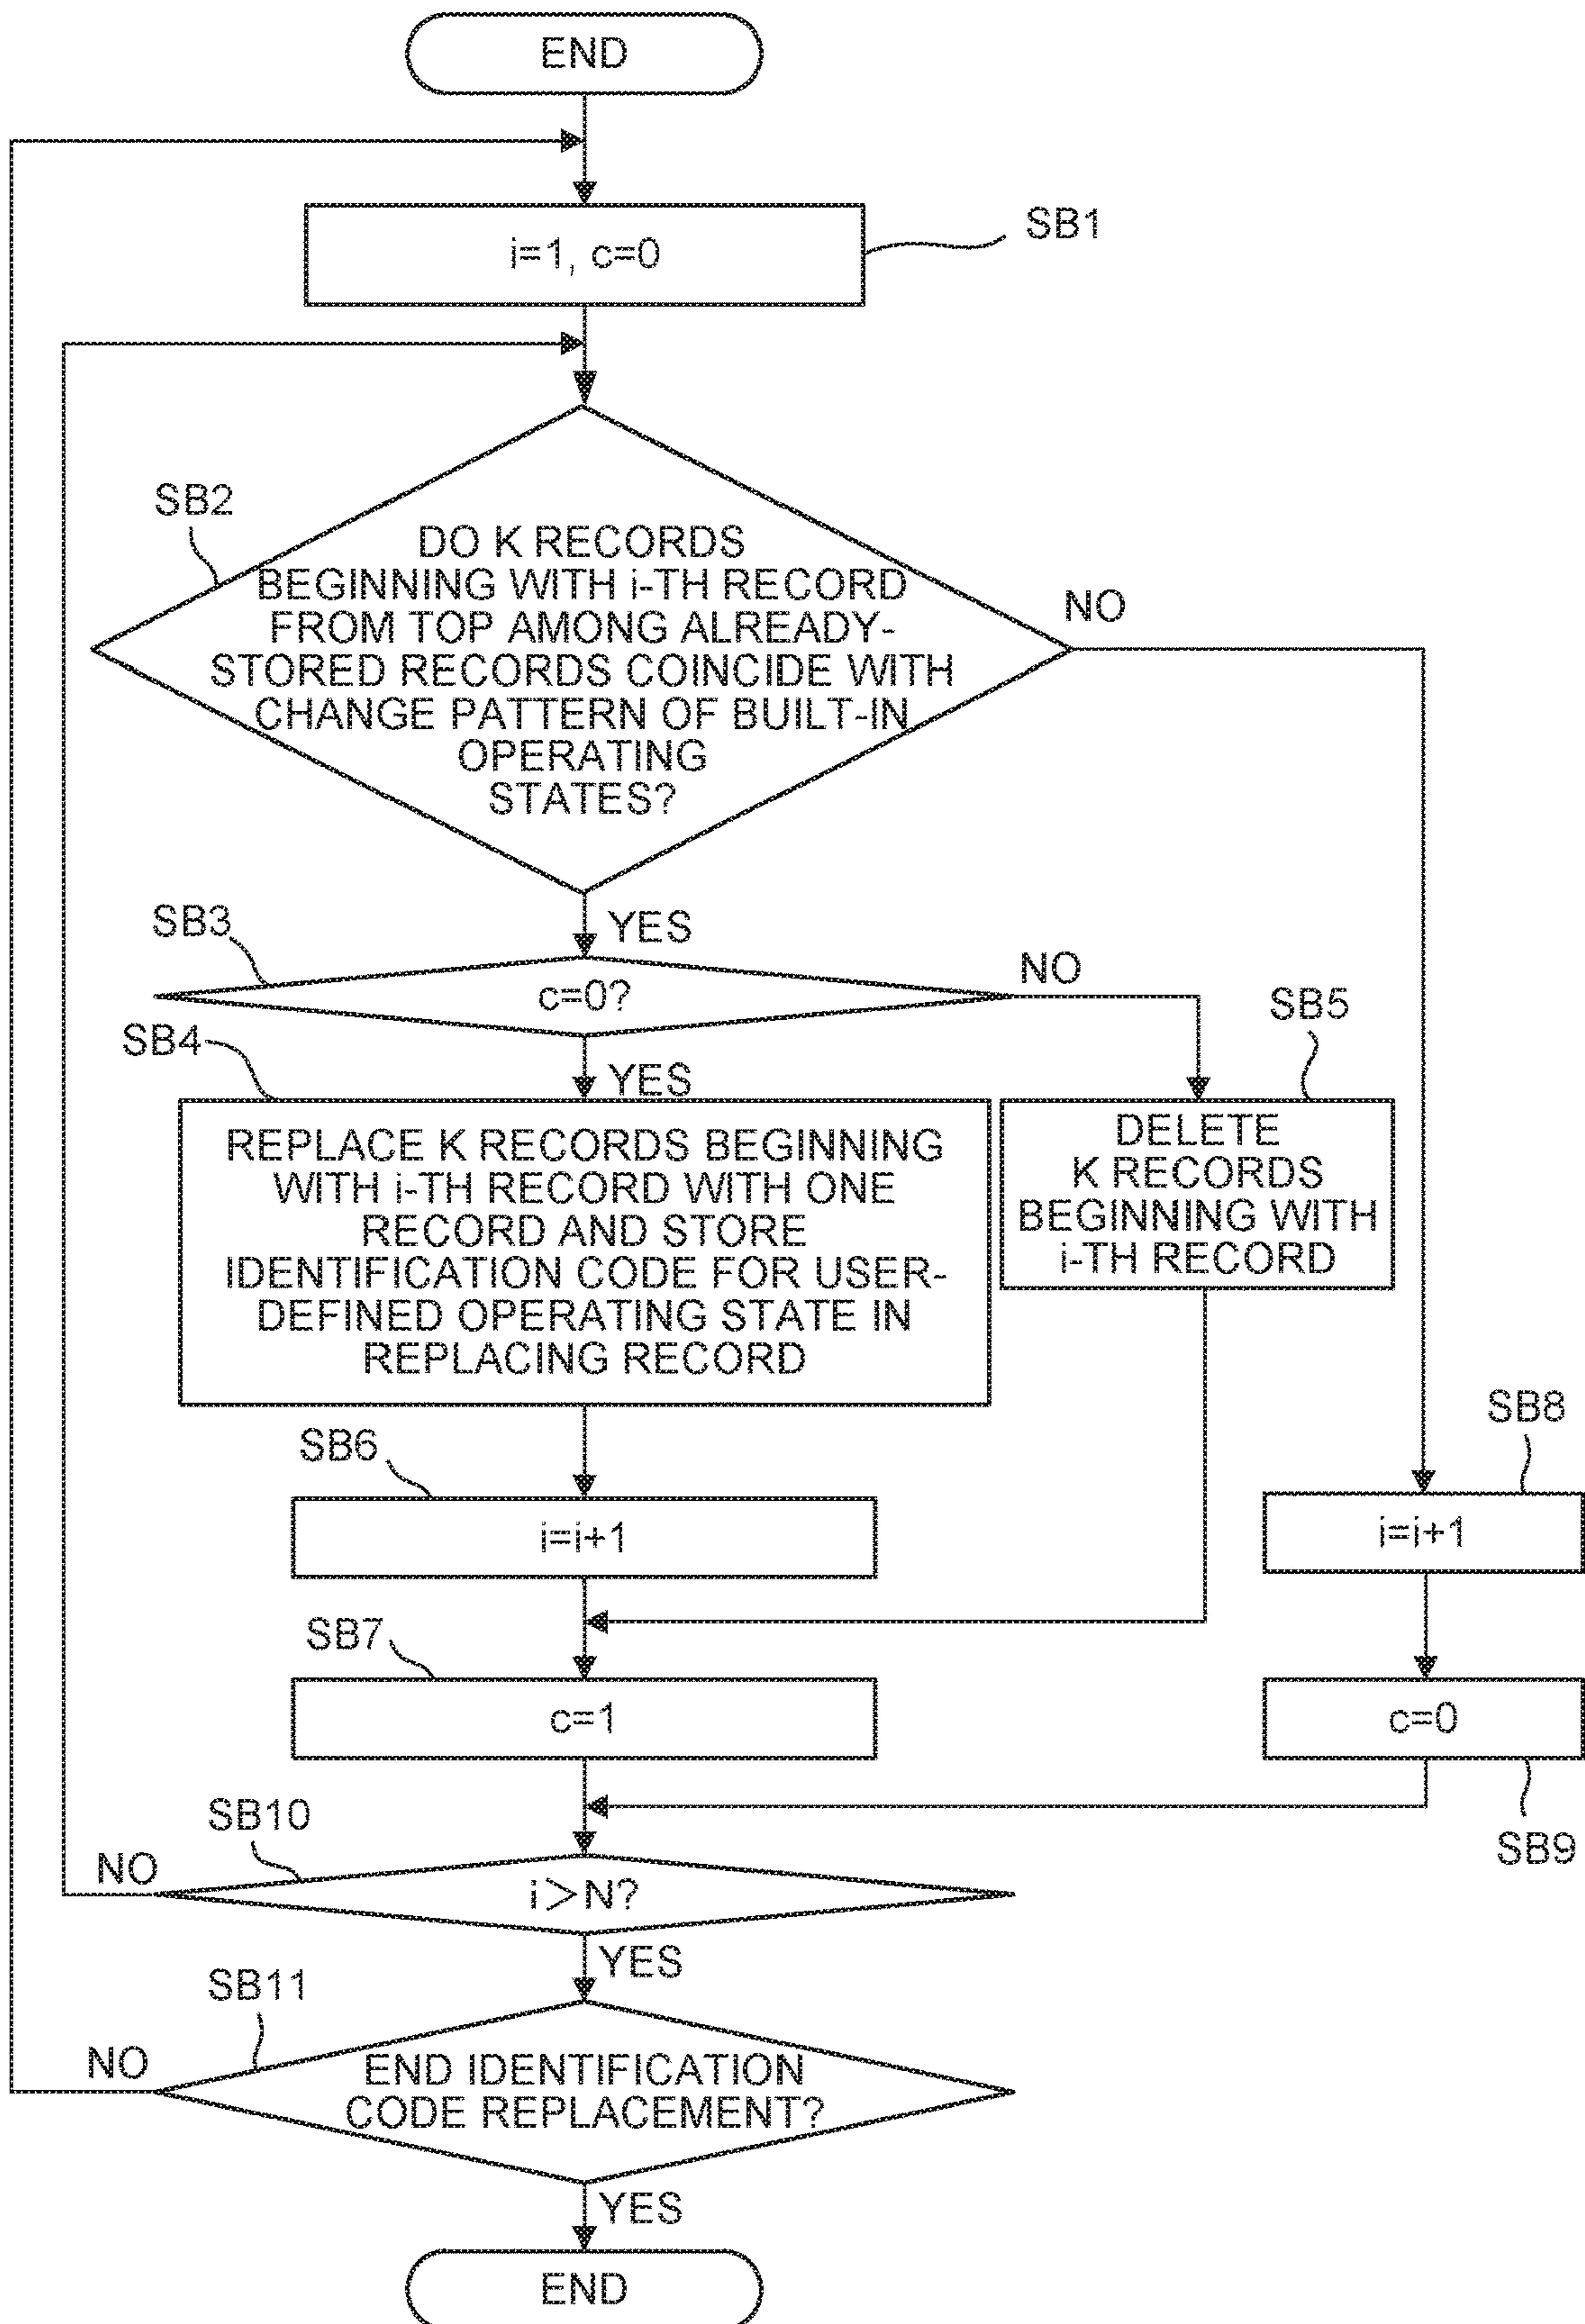 END
i=1, c=0
SB1
SB2
DO K RECORDS
BEGINNING WITH i-TH RECORD
FROM TOP AMONG ALREADY-
STORED RECORDS COINCIDE WITH
CHANGE PATTERN OF BUILT-IN
OPERATING
STATES?
NO
YES
SB3
c=0?
NO
SB4
YES
SB5
REPLACE K RECORDS BEGINNING
WITH i-TH RECORD WITH ONE
RECORD AND STORE
IDENTIFICATION CODE FOR USER-
DEFINED OPERATING STATE IN
REPLACING RECORD
DELETE
K RECORDS
BEGINNING WITH
i-TH RECORD
SB6
i=i+1
SB8
i=i+1
SB7
c=1
c=0
SB9
SB10
NO
i>N?
YES
SB11
NO
END IDENTIFICATION
CODE REPLACEMENT?
YES
END